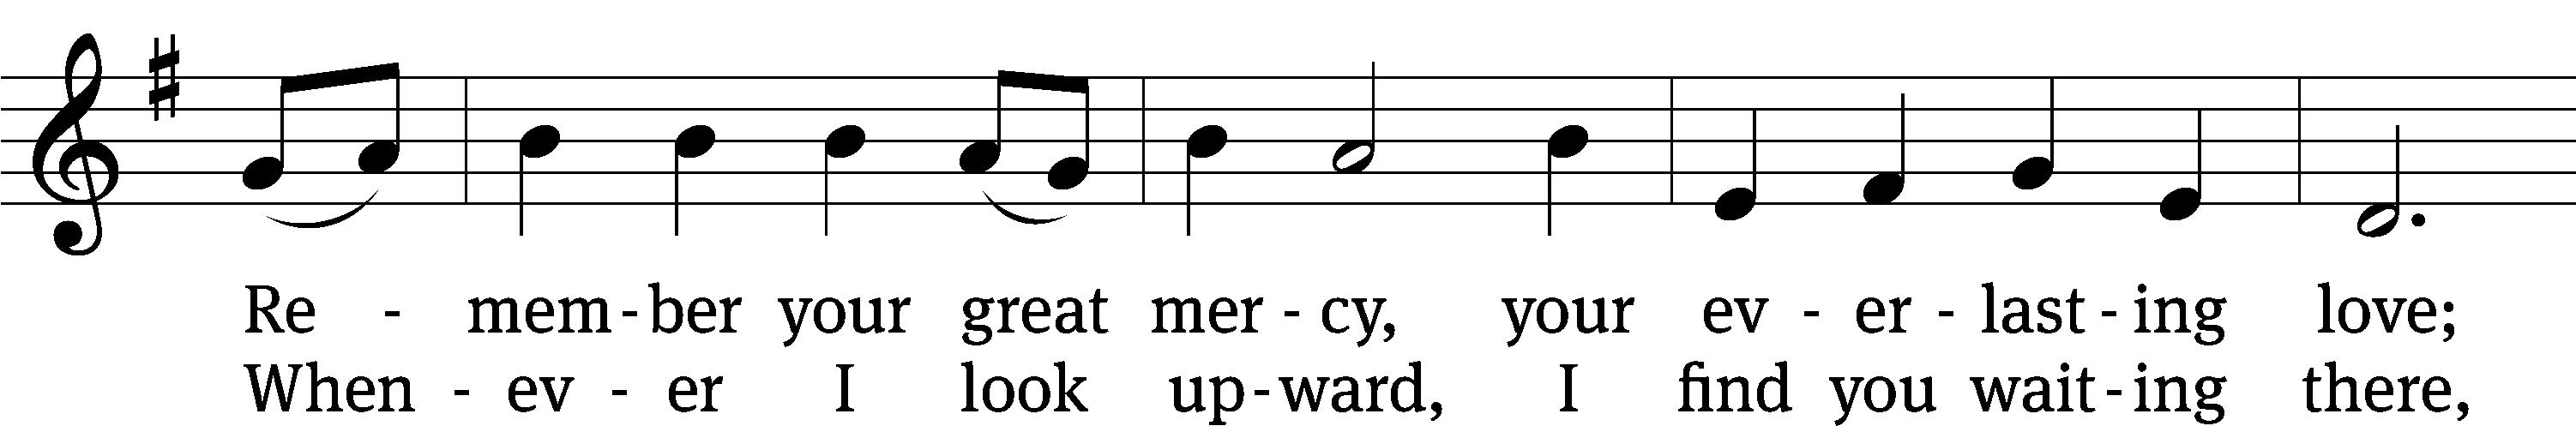 Re - mem - ber your great mer - cy, your ev - er - last - ing love;
When - ev - er I look up - ward, I find you wait - ing there,